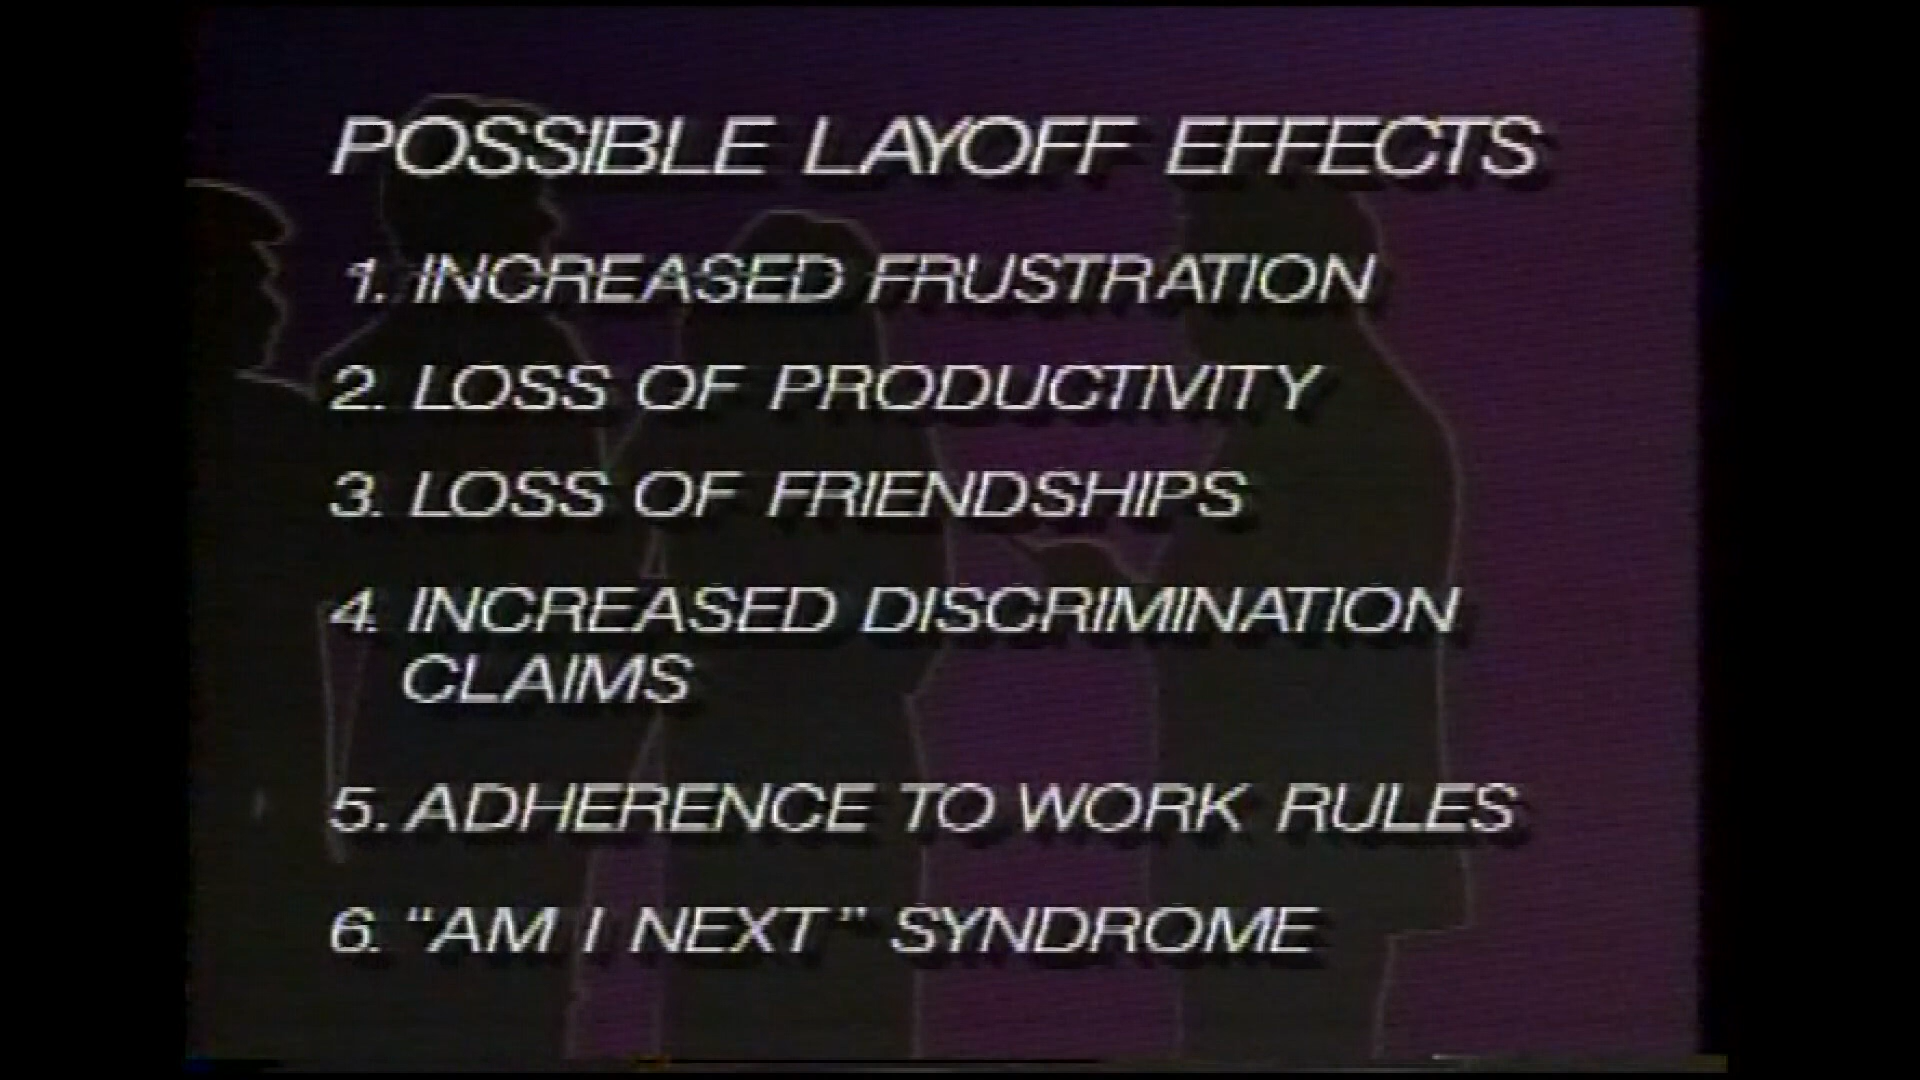 POSSIBLE LAYOFF EFFECTS
1. INCREASED FRUSTRATION
2. LOSS OF PRODUCTIVITY
3. LOSS OF FRIENDSHIPS
4. INCREASED DISCRIMINATION
CLAIMS
5. ADHERENCE TO WORK RULES
6. "AM I NEXT" SYNDROME